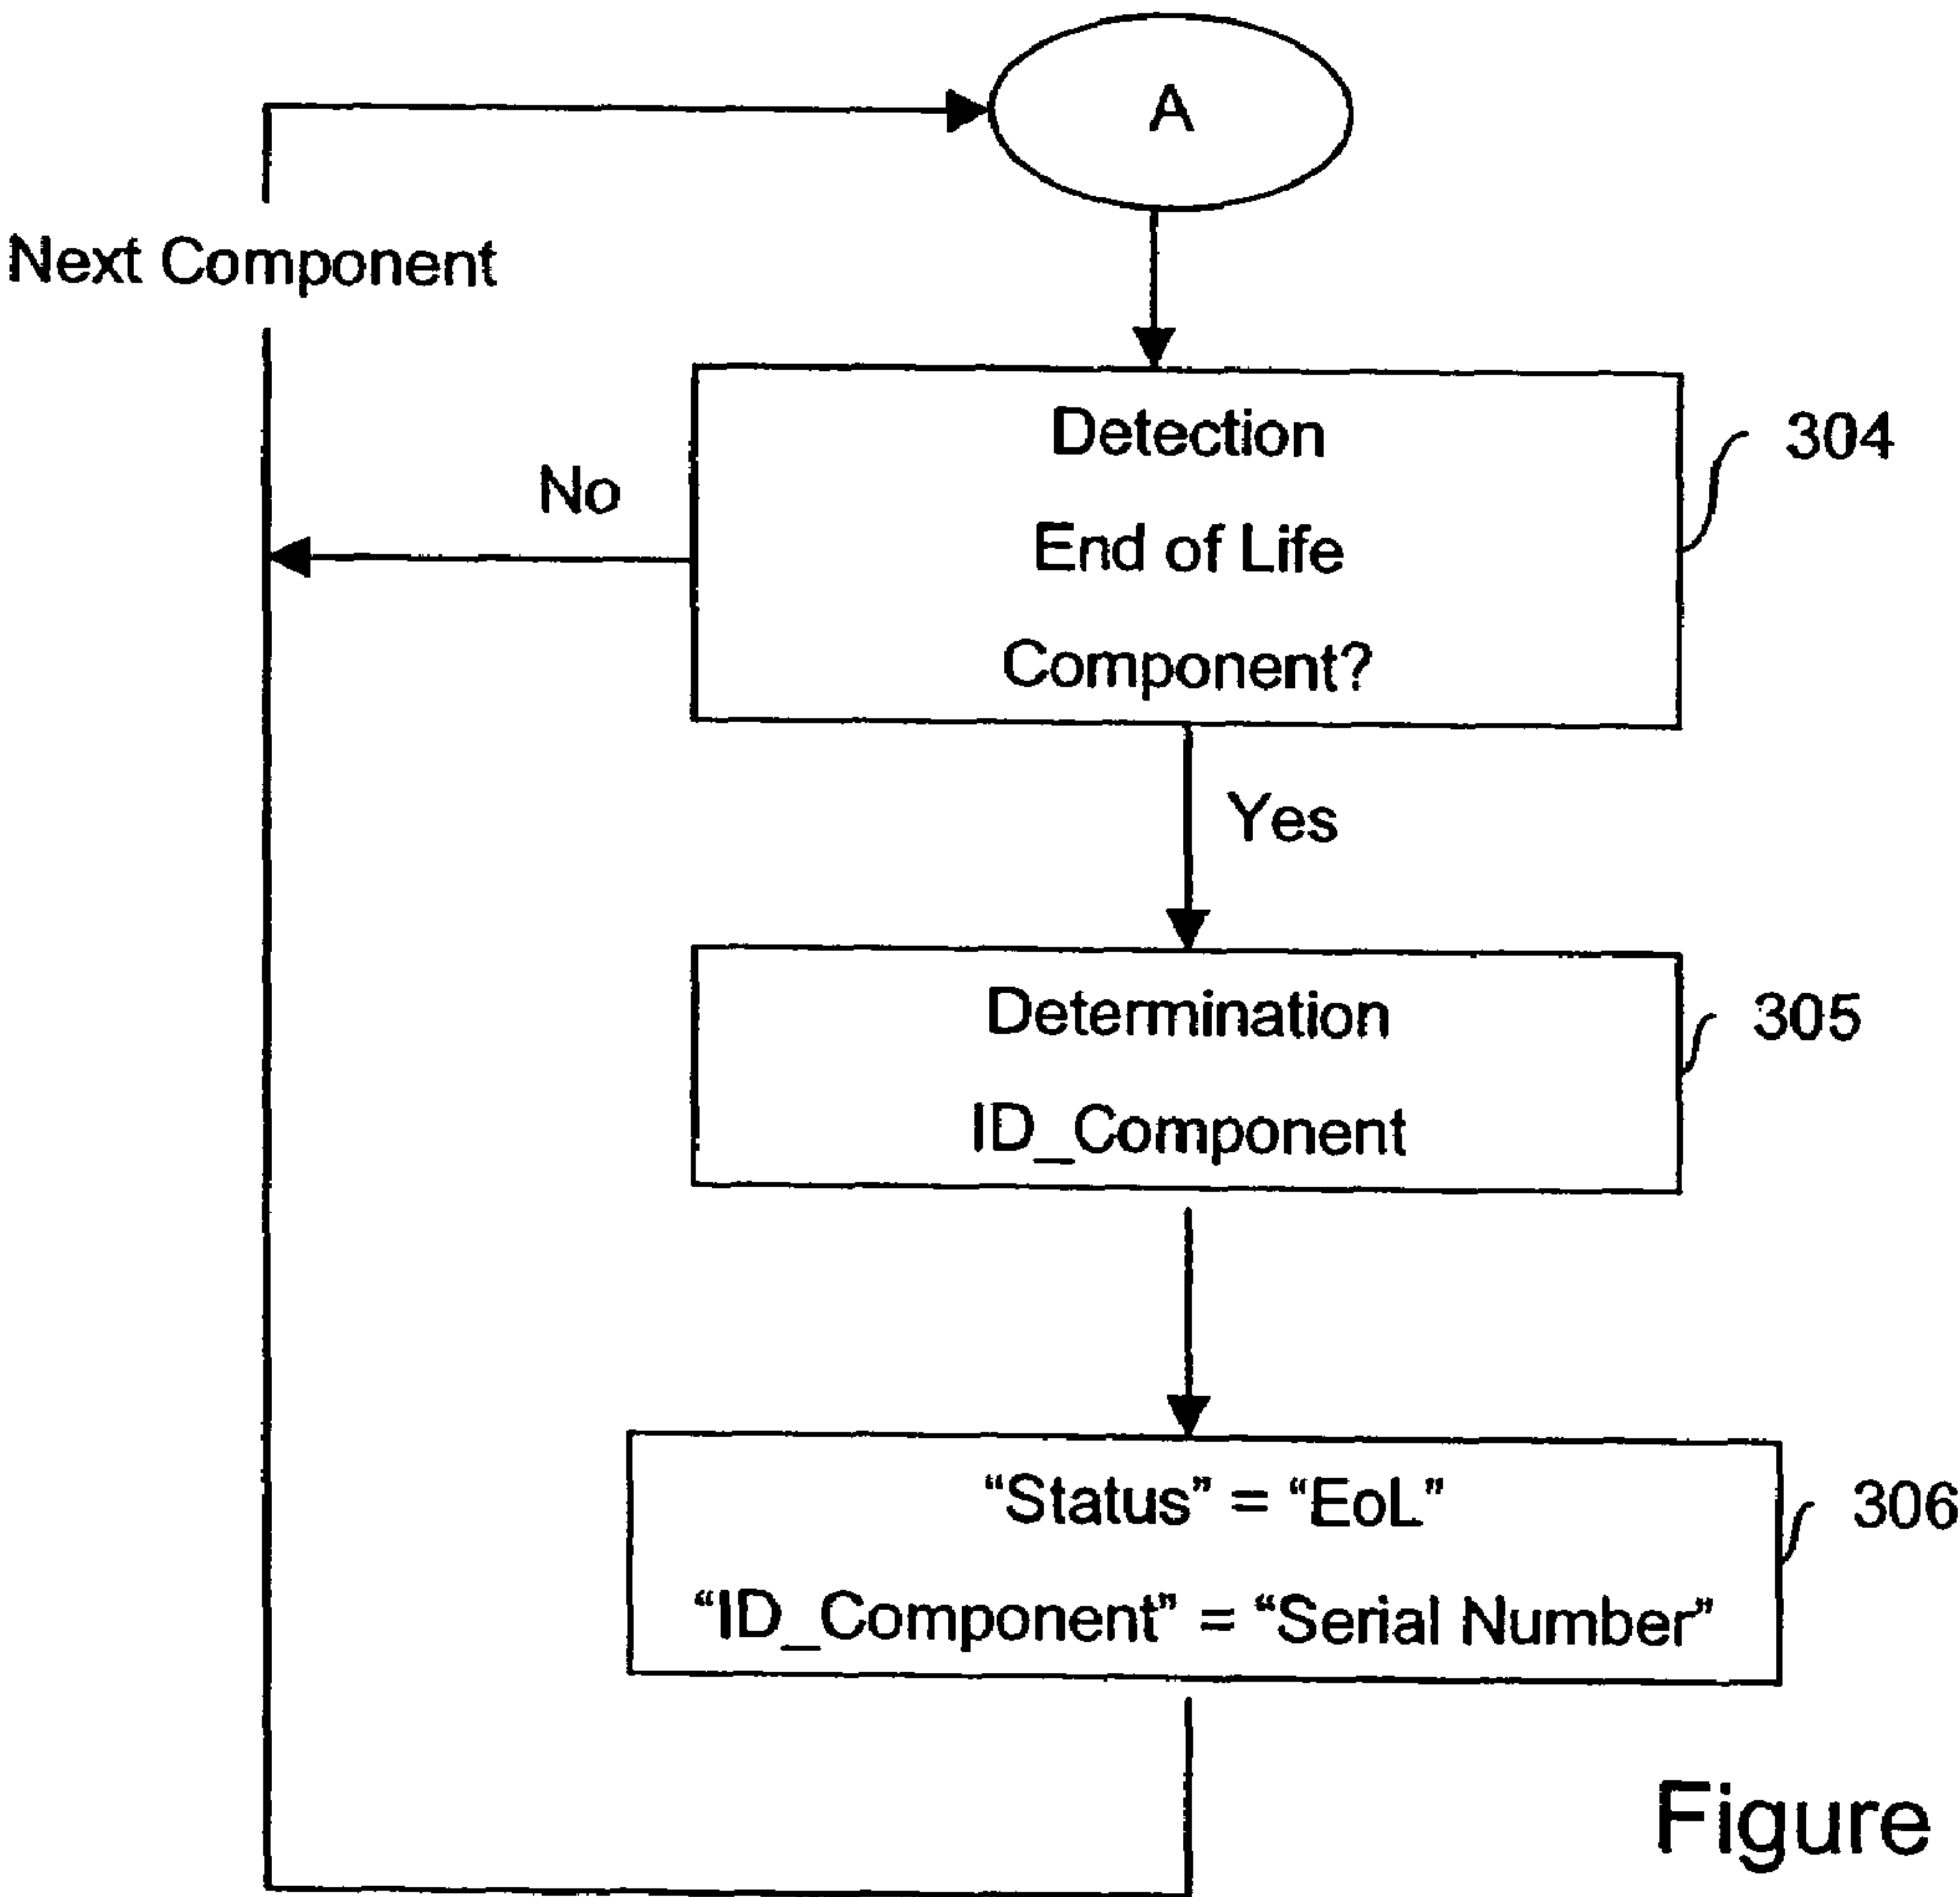 A
Next Component
Detection
End of Life
Component?
304
No
Yes
Determination
ID_Component
305
“Status” = “EoL”
“ID_Component” = “Serial Number”
306
Figure